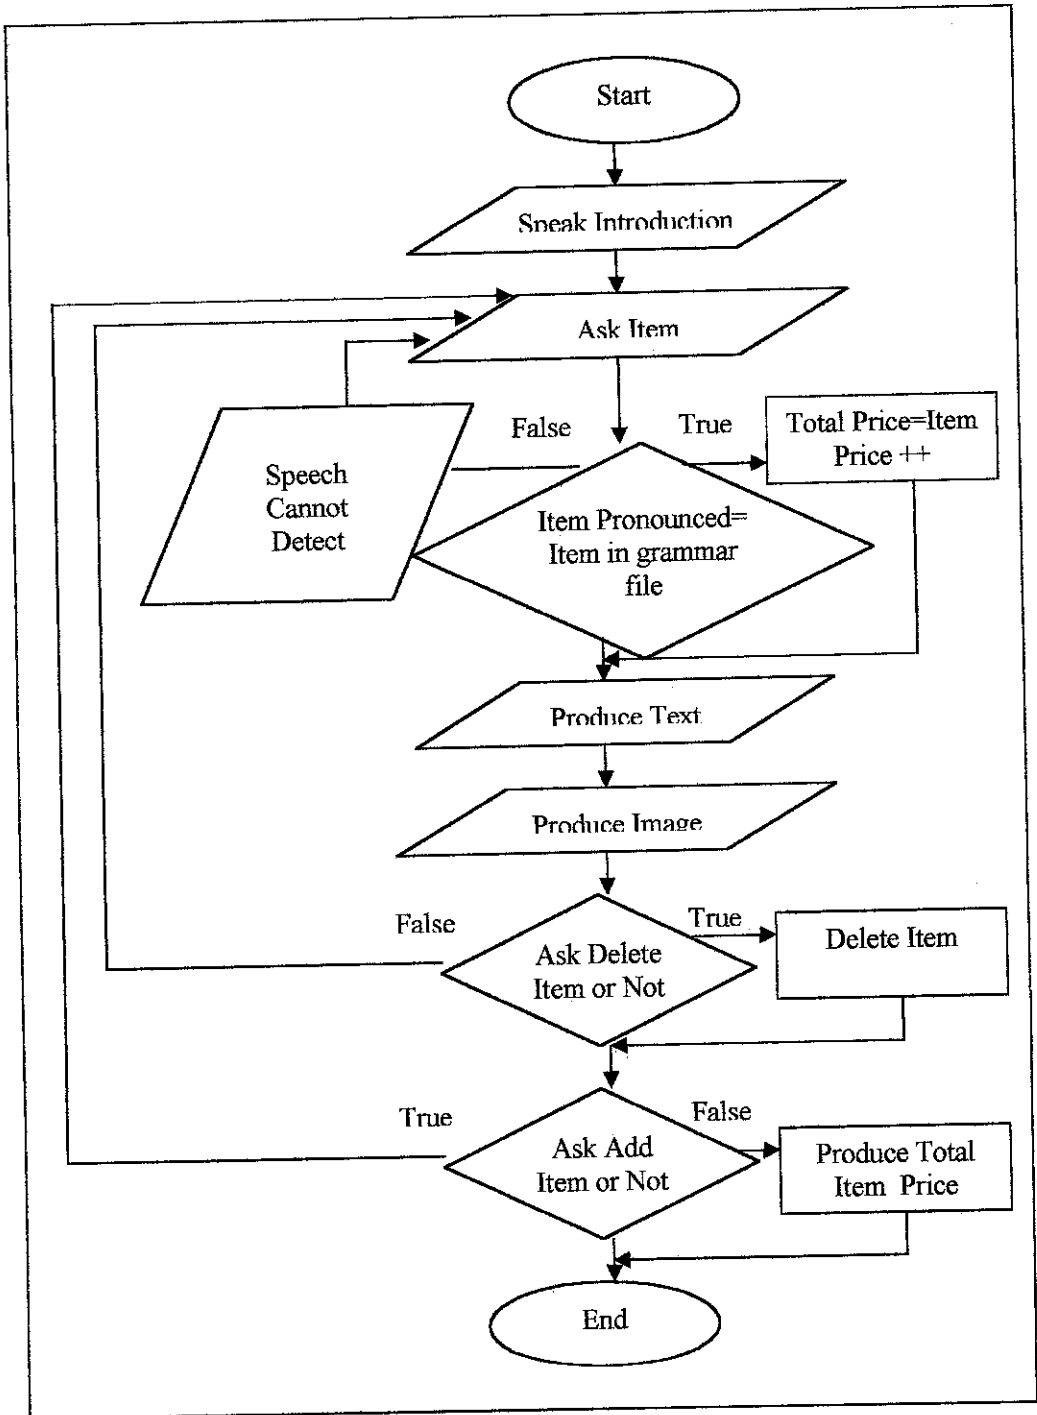 Start
Speak Introduction
Ask Item
False
True
Total Price=Item
Price ++
Speech
Cannot
Detect
Item Pronounced=
Item in grammar
file
Produce Text
Produce Image
False
True
Ask Delete
Item or Not
Delete Item
True
False
Ask Add
Item or Not
Produce Total
Item Price
End